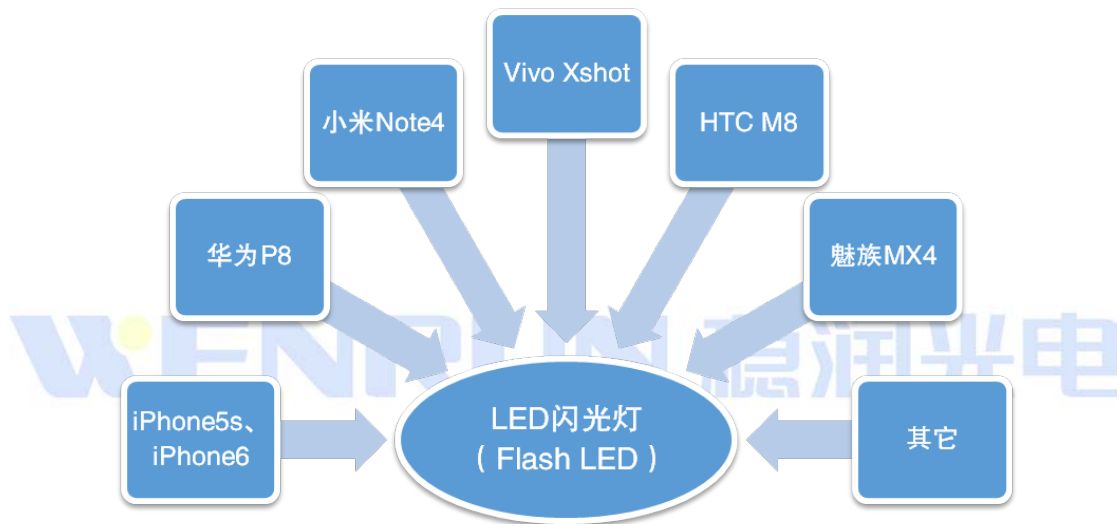 Vivo Xshot
小米Note4
HTC M8
华为P8
魅族MX4
WENRUN 稳润光电
iPhone5s、
iPhone6
LED闪光灯
（ Flash LED ）
其它